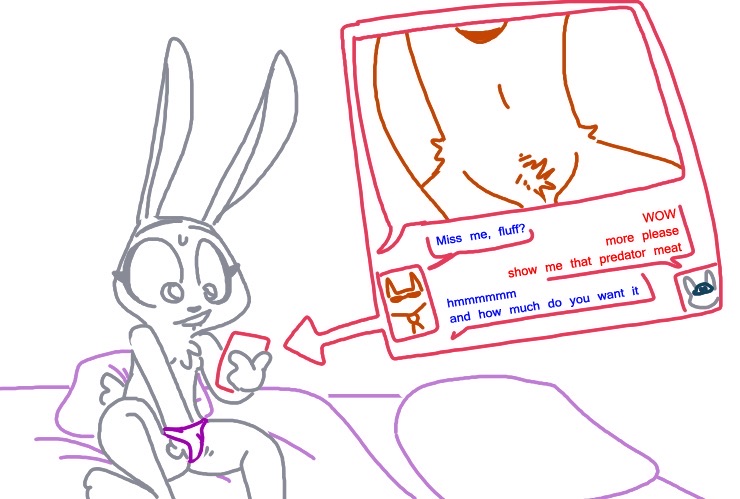 Miss me, fluff?
WOW
more please
show me that predator meat
hmmmmmm
and how much do you want it